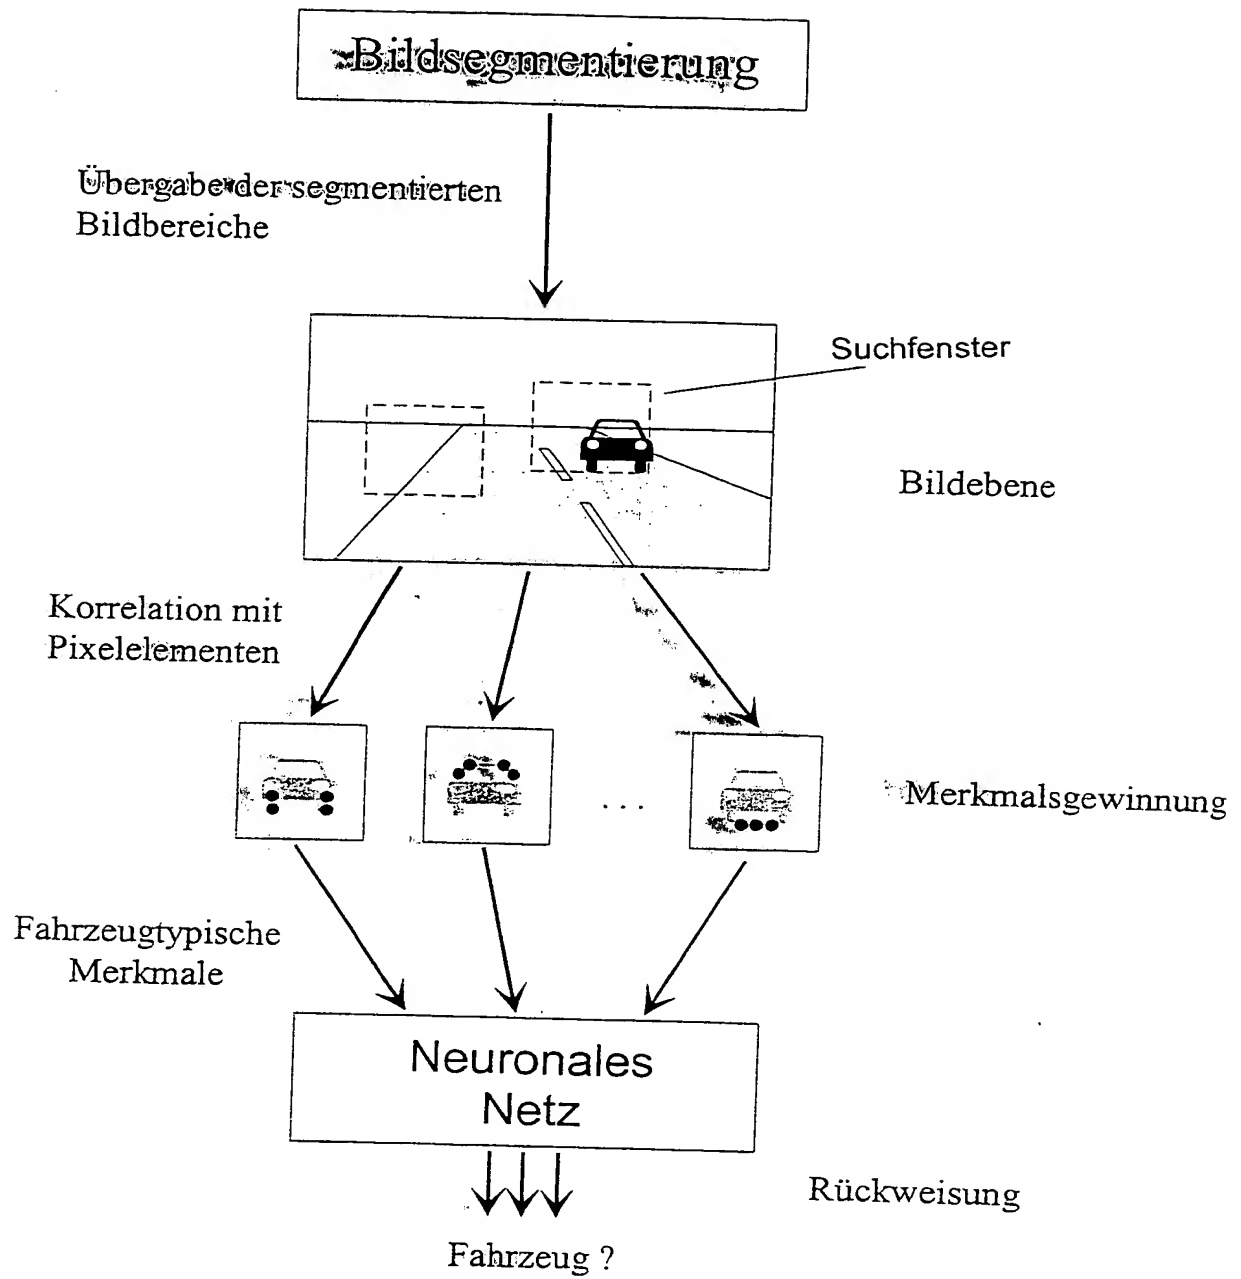 Bildsegmentierung
Übergabe der segmentierten
Bildbereiche
Suchfenster
Bildebene
Korrelation mit
Pixelelementen
. . .
Merkmalsgewinnung
Fahrzeugtypische
Merkmale
Neuronales
Netz
Rückweisung
Fahrzeug ?